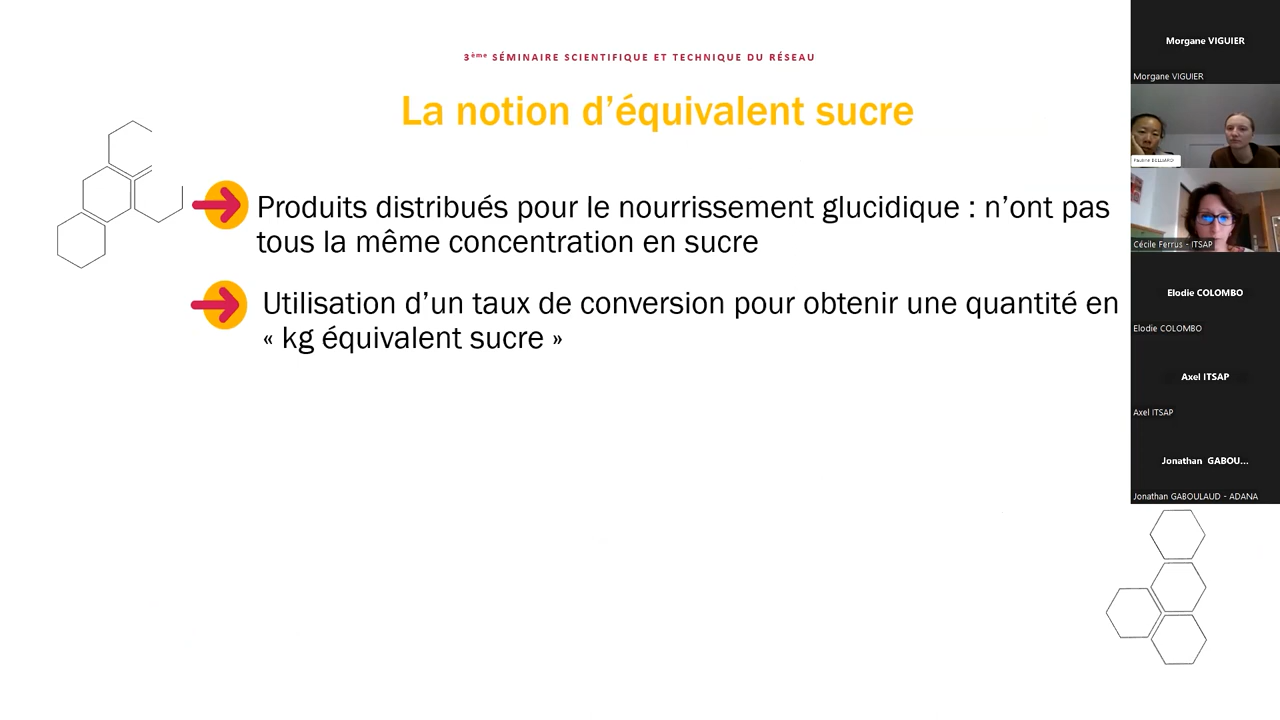 3ème SÉMINAIRE SCIENTIFIQUE ET TECHNIQUE DU RÉSEAU
La notion d’équivalent sucre
Produits distribués pour le nourrissement glucidique : n’ont pas
tous la même concentration en sucre
Utilisation d’un taux de conversion pour obtenir une quantité en
« kg équivalent sucre »
Morgane VIGUIER
Morgane VIGUIER
Cécile Ferrus - ITSAP
Elodie COLOMBO
Elodie COLOMBO
Axel ITSAP
Axel ITSAP
Jonathan GABOU...
Jonathan GABOULAUD - ADANA